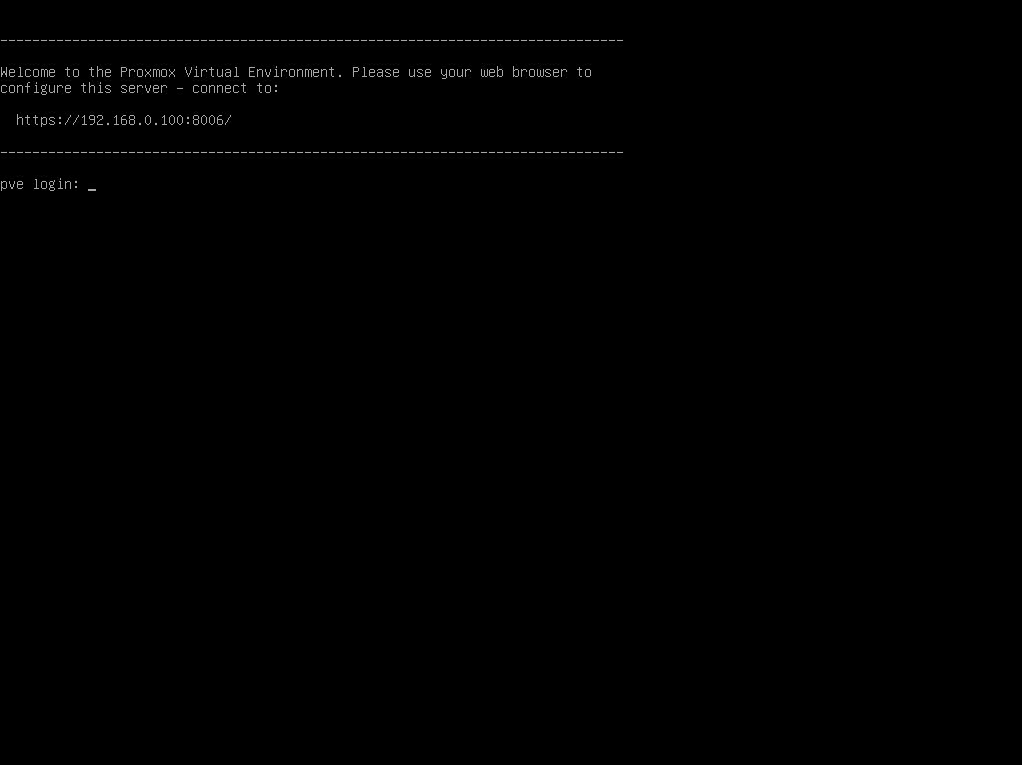 --------------------------------------------------------------------------------
Welcome to the Proxmox Virtual Environment. Please use your web browser to
configure this server - connect to:
https://192.168.0.100:8006/
--------------------------------------------------------------------------------
pve login: _